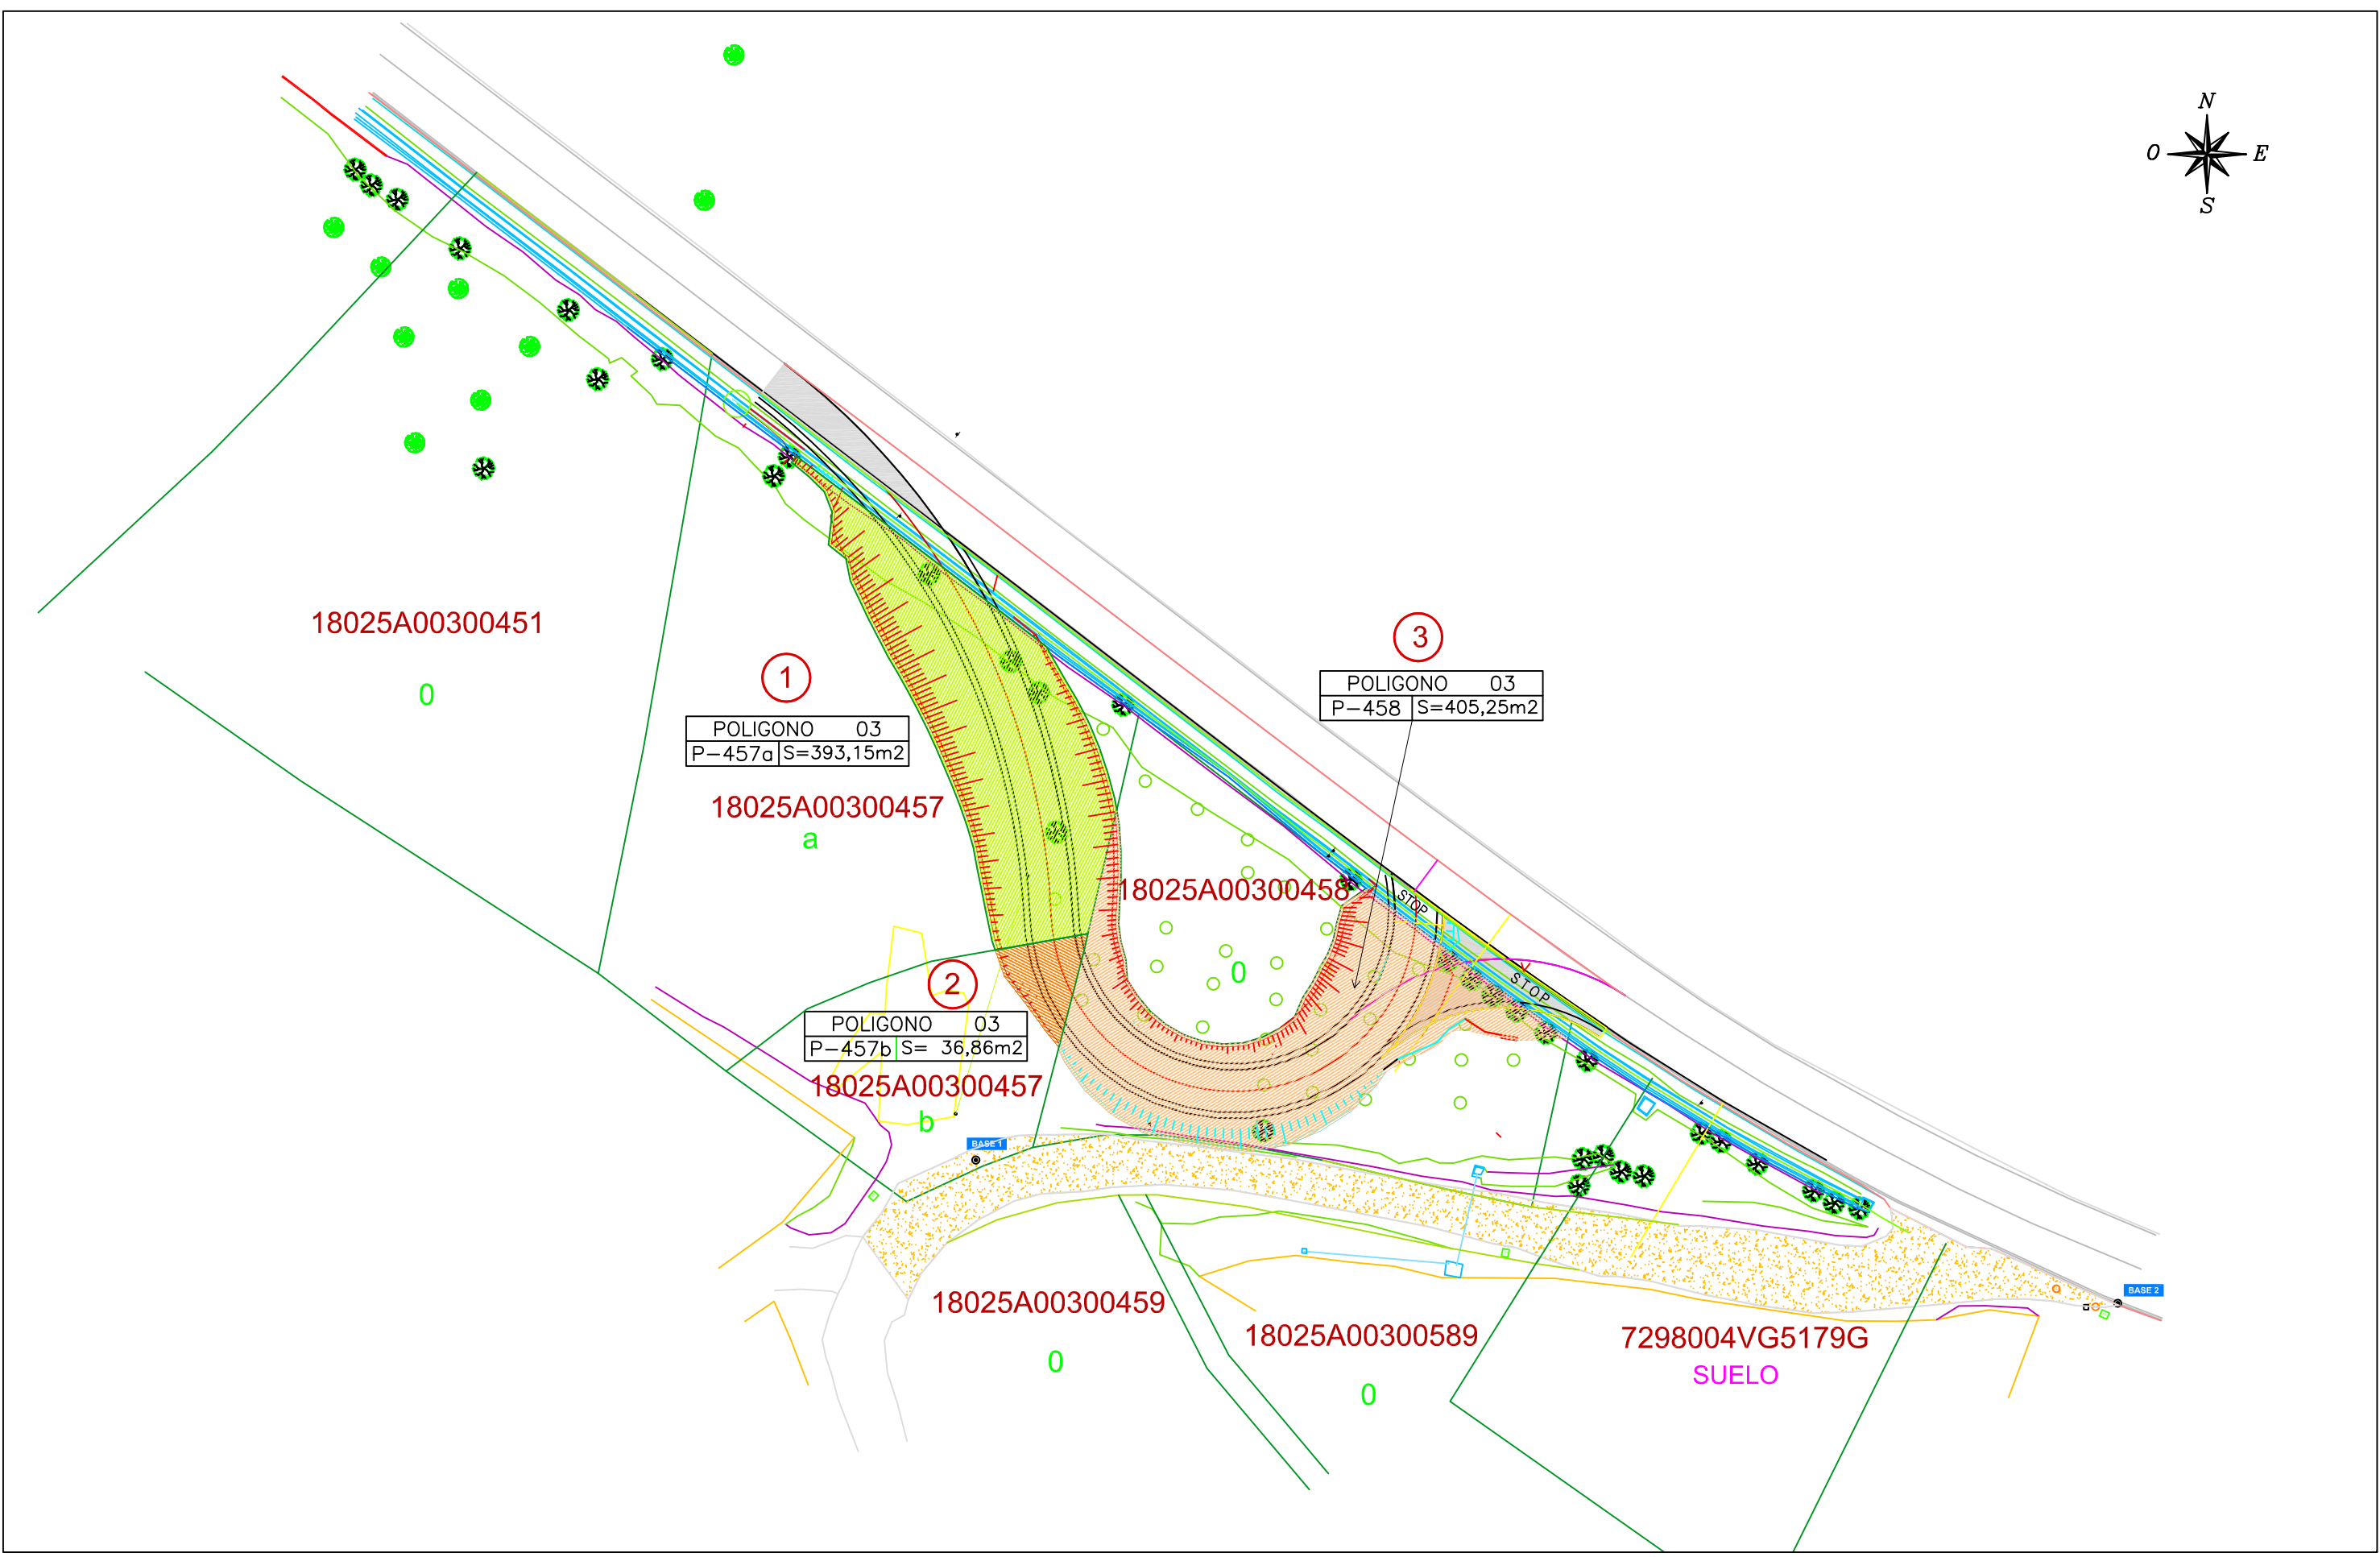 N
O E
S
18025A00300451
0
1
POLIGONO 03
P-457a S=393,15m2
18025A00300457
a
3
POLIGONO 03
P-458 S=405,25m2
18025A00300458
0
STOP
STOP
2
POLIGONO 03
P-457b S= 36,86m2
18025A00300457
b
BASE 1
BASE 2
18025A00300459
0
18025A00300589
0
7298004VG5179G
SUELO